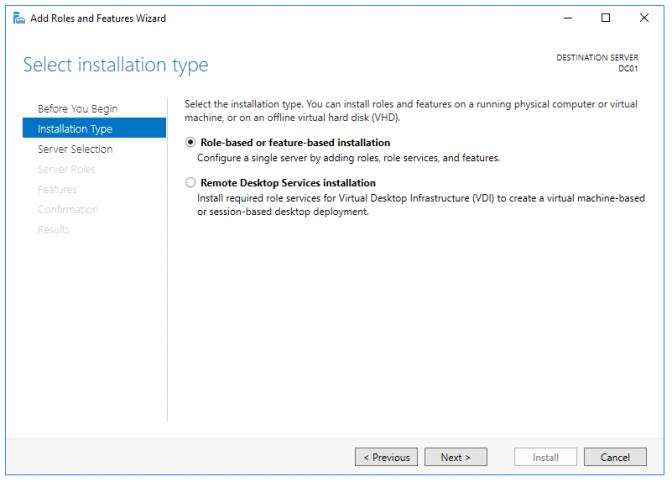 Add Roles and Features Wizard
Select installation type
DESTINATION SERVER
DC01
Before You Begin
Installation Type
Server Selection
Server Roles
Features
Confirmation
Results
Select the installation type. You can install roles and features on a running physical computer or virtual
machine, or on an offline virtual hard disk (VHD).
Role-based or feature-based installation
Configure a single server by adding roles, role services, and features.
Remote Desktop Services installation
Install required role services for Virtual Desktop Infrastructure (VDI) to create a virtual machine-based
or session-based desktop deployment.
< Previous Next > Install Cancel